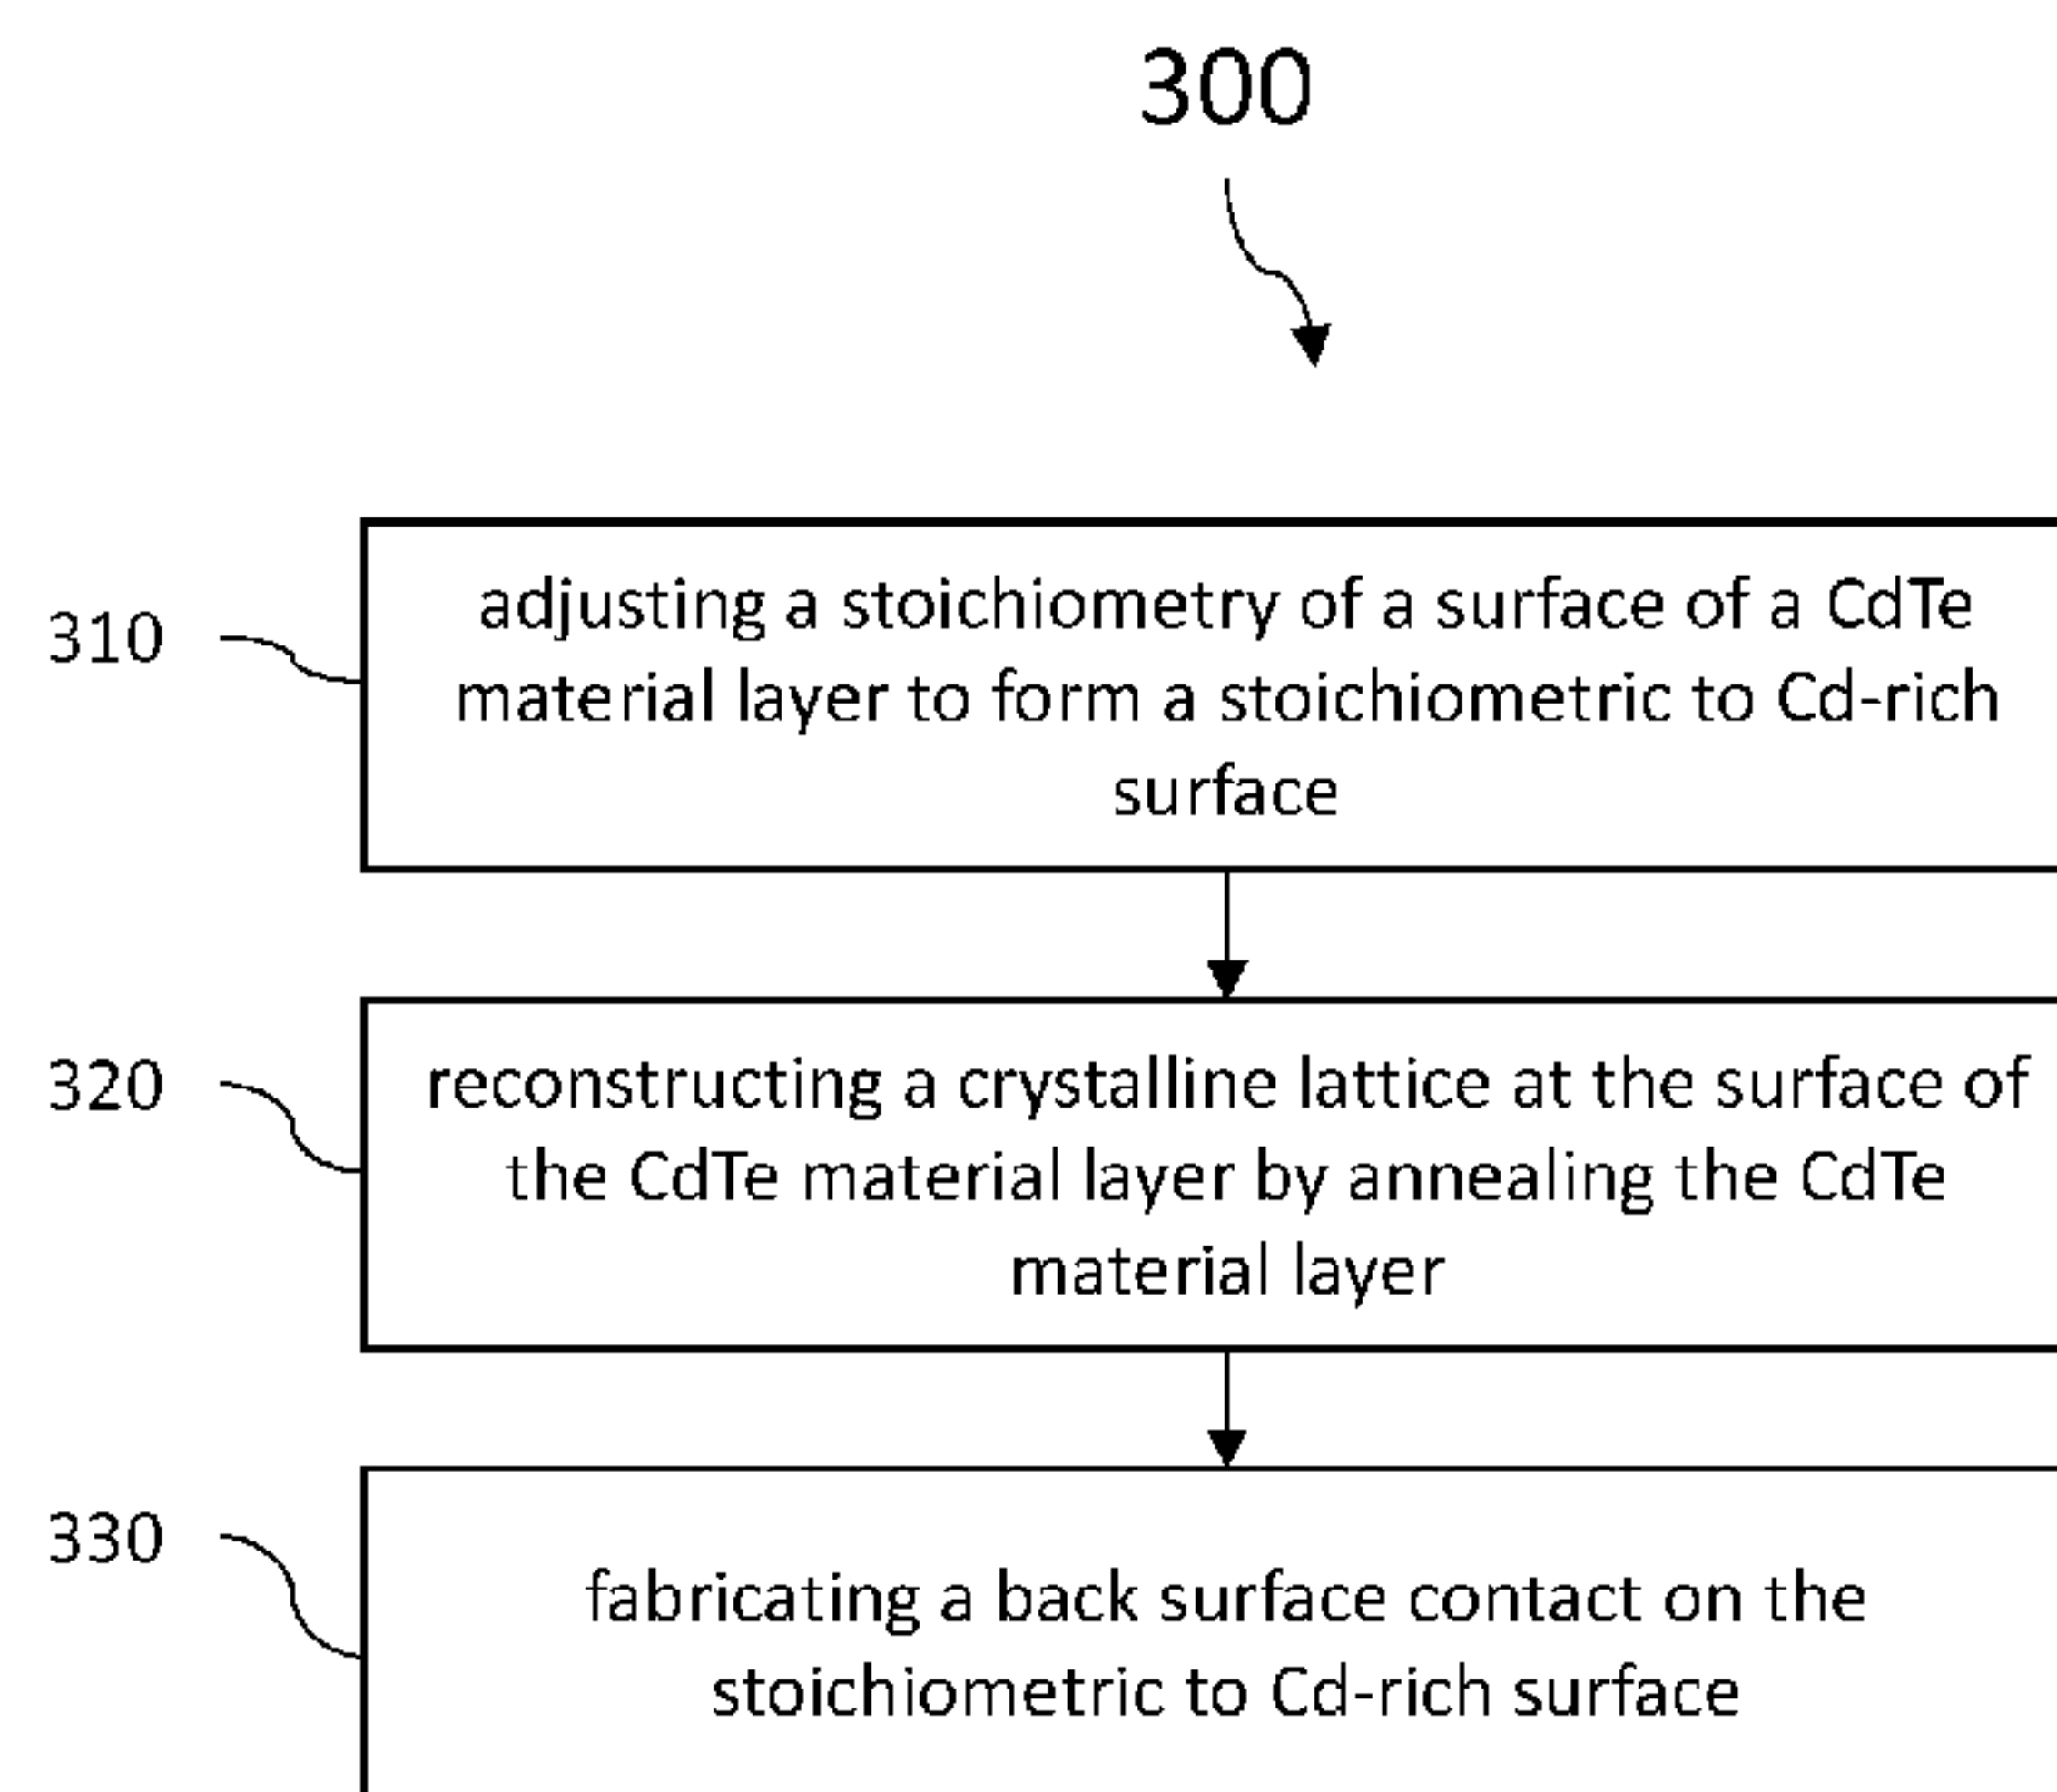 300
310
adjusting a stoichiometry of a surface of a CdTe
material layer to form a stoichiometric to Cd-rich
surface
320
reconstructing a crystalline lattice at the surface of
the CdTe material layer by annealing the CdTe
material layer
330
fabricating a back surface contact on the
stoichiometric to Cd-rich surface